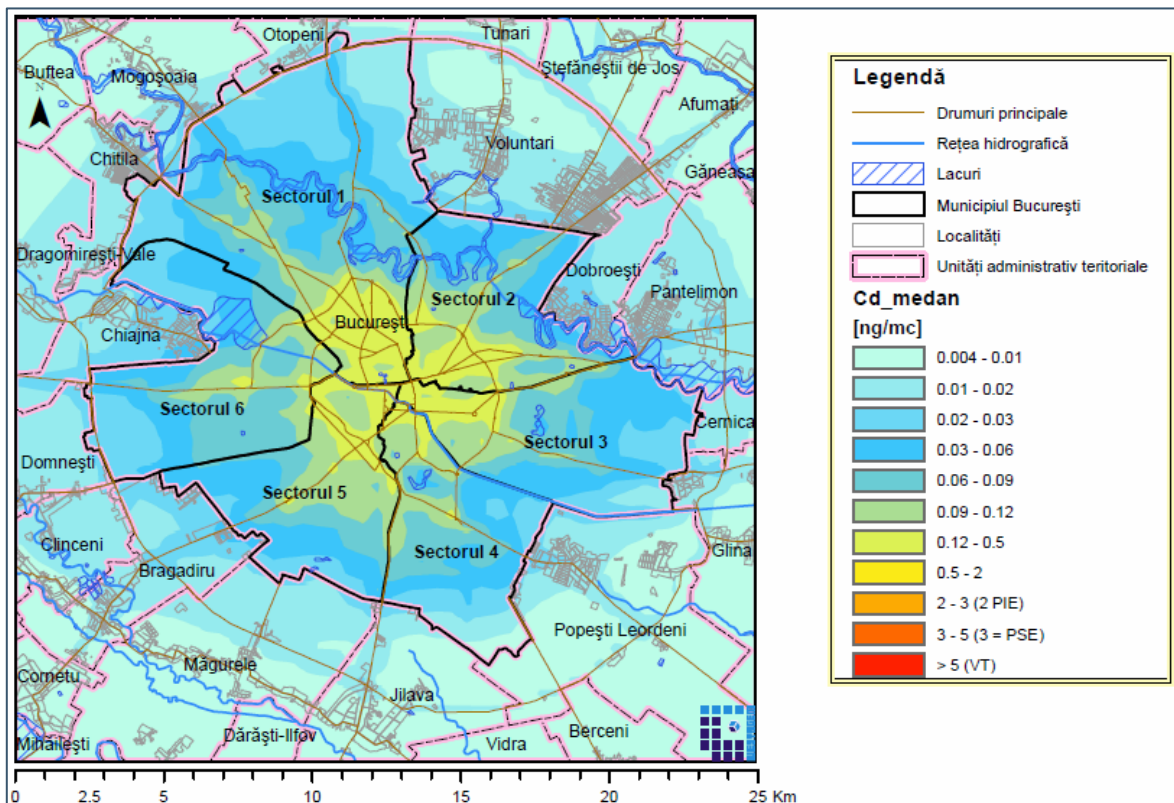 Otopeni
Tunari
Buftea
Mogoșoaia
Ștefănești de Jos
Afumați
N
Voluntari
Chitila
Găneasa
Sectorul 1
Dragomirești-Vale
Dobroești
Sectorul 2
Pantelimon
Chiajna
București
Sectorul 6
Sectorul 3
Cernica
Domnești
Sectorul 5
Clinceni
Sectorul 4
Glina
Bragadiru
Popești Leordeni
Măgurele
Cornetu
Jilava
Mihăilești
Dărăști-Ilfov
Vidra
Berceni
0 2.5 5 10 15 20 25 Km
Legendă
Drumuri principale
Rețea hidrografică
Lacuri
Municipiul București
Localități
Unități administrativ teritoriale
Cd_medan
[ng/mc]
0.004 - 0.01
0.01 - 0.02
0.02 - 0.03
0.03 - 0.06
0.06 - 0.09
0.09 - 0.12
0.12 - 0.5
0.5 - 2
2 - 3 (2 PIE)
3 - 5 (3 = PSE)
> 5 (VT)